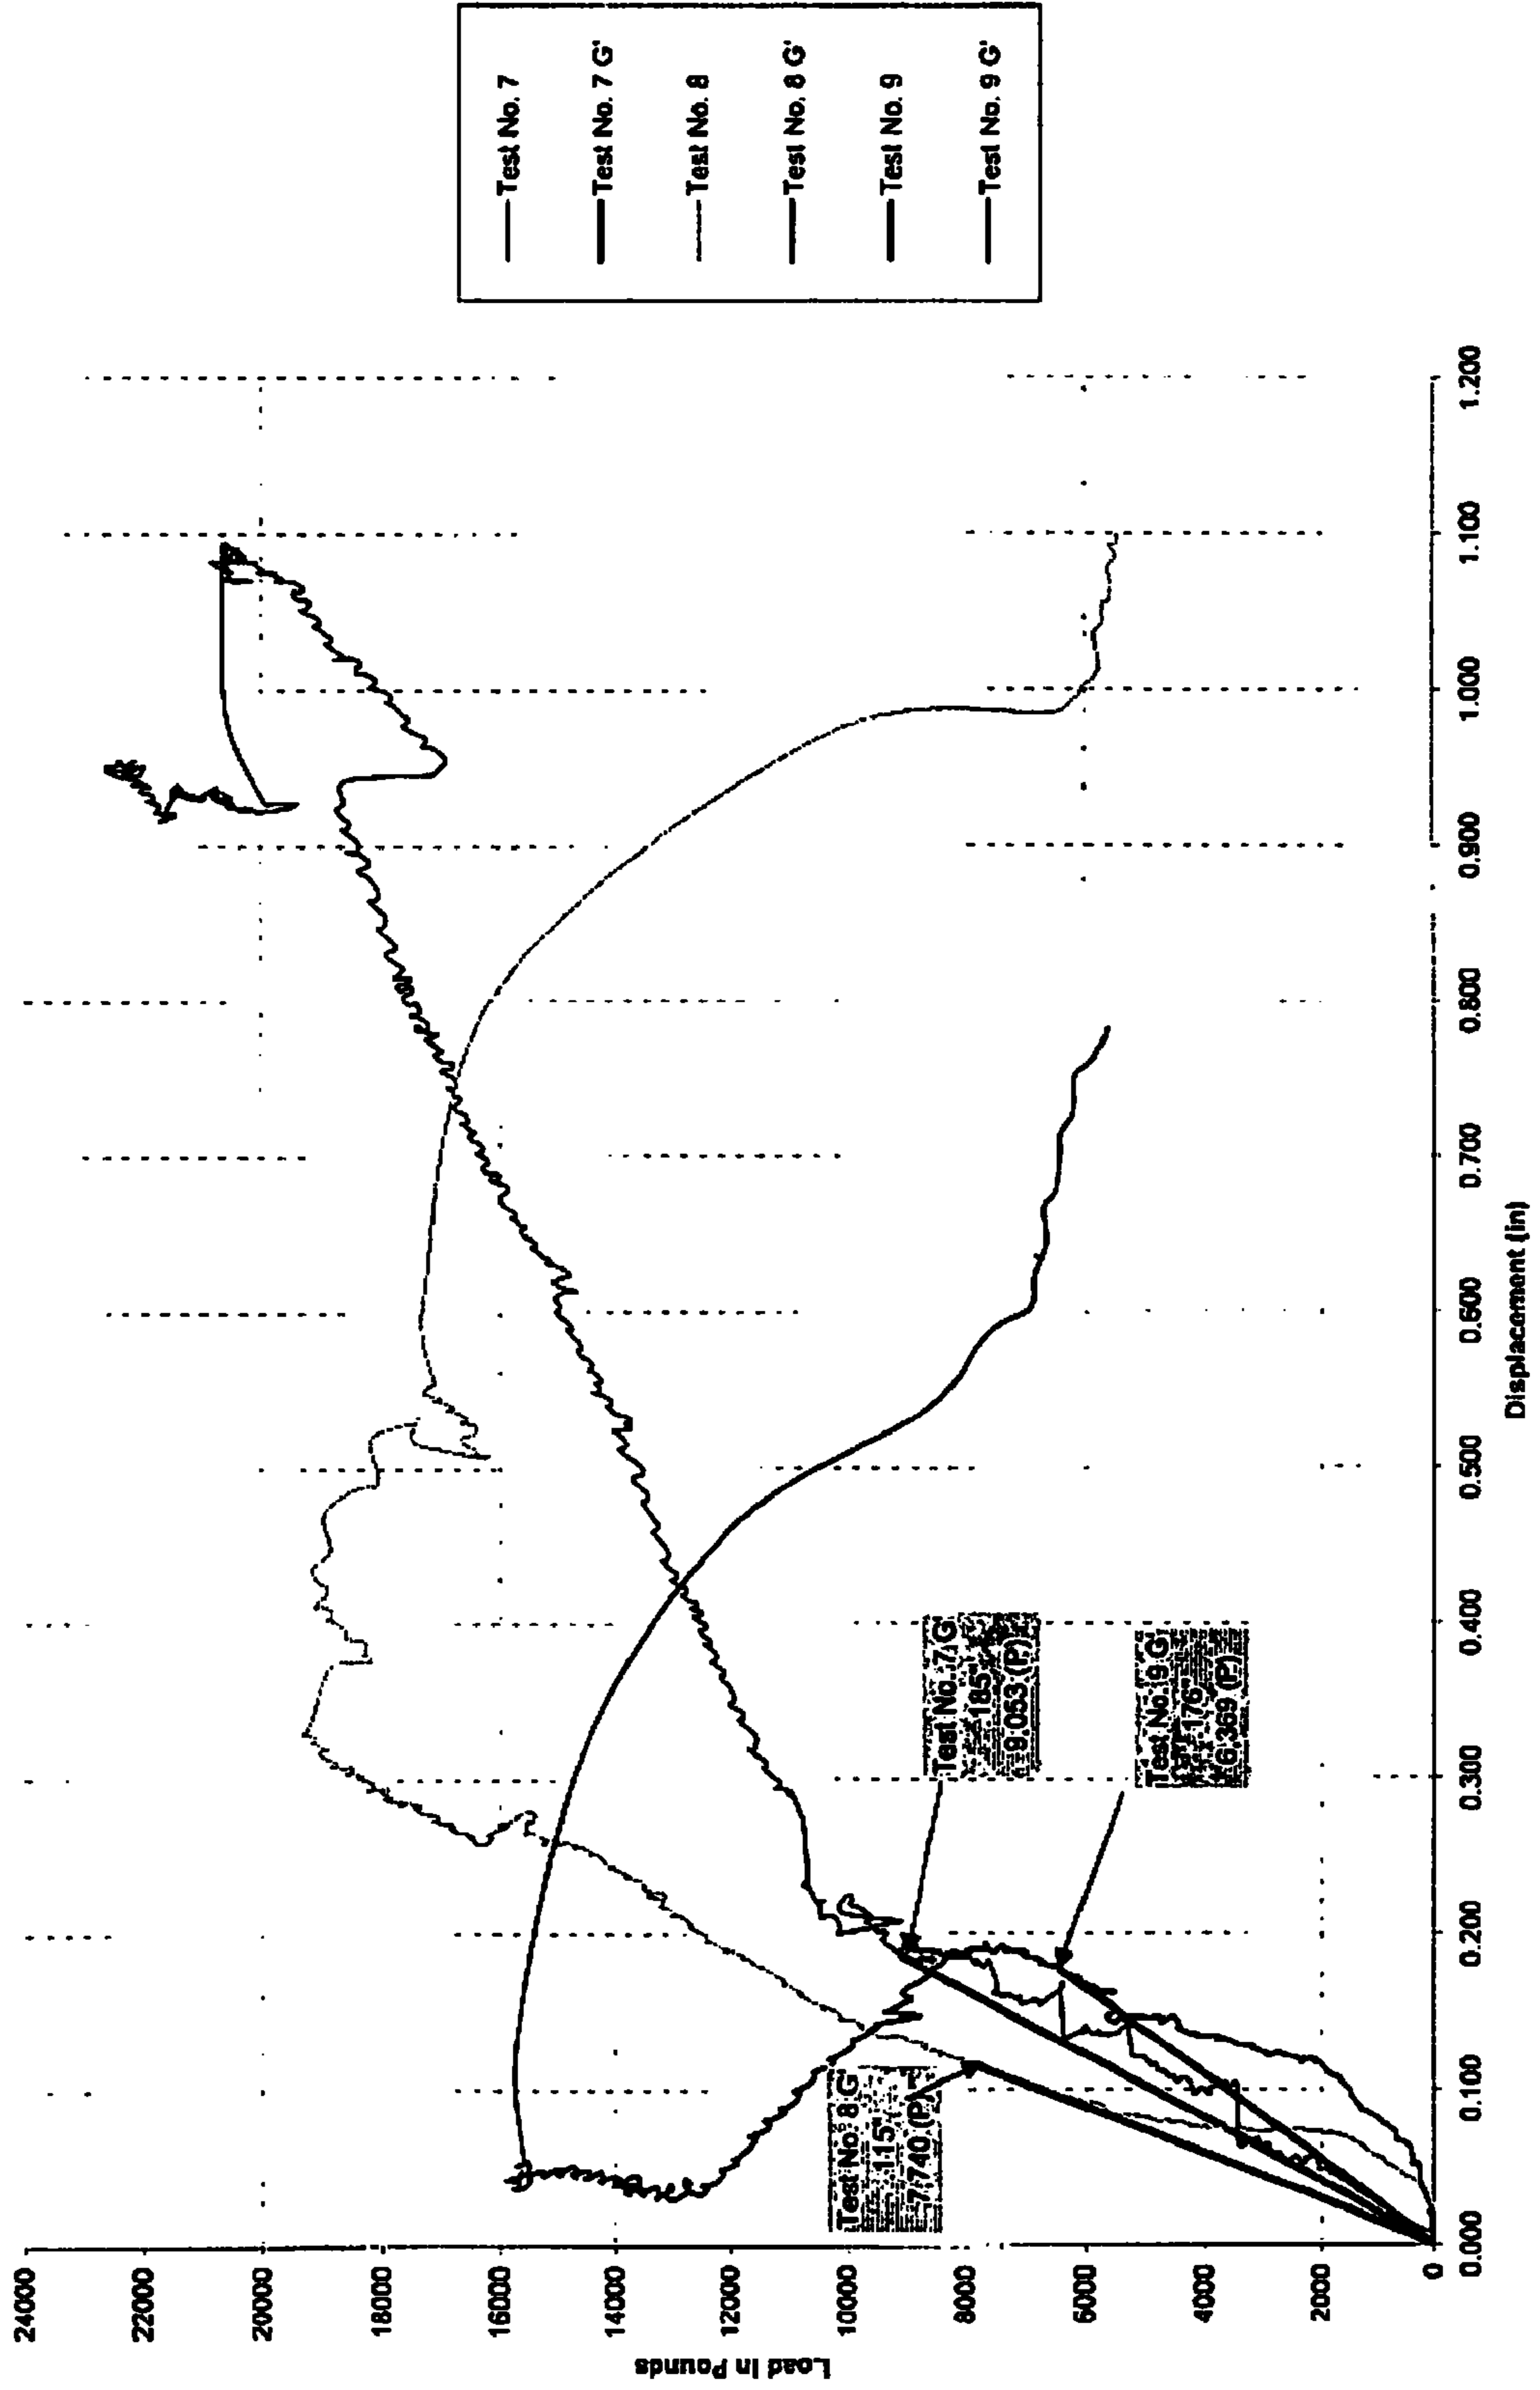 24000
22000
20000
18000
16000
14000
12000
10000
8000
6000
4000
2000
0
Load In Pounds
0.000
0.100
0.200
0.300
0.400
0.500
0.600
0.700
0.800
0.900
1.000
1.100
1.200
Displacement (in)
Test No. 8 G'
.115"
7,740 (P)
Test No. 7 G'
.185"
9,053 (P)
Test No. 9 G'
.176"
6,369 (P)
Test No. 7
Test No. 7 G'
Test No. 8
Test No. 8 G'
Test No. 9
Test No. 9 G'